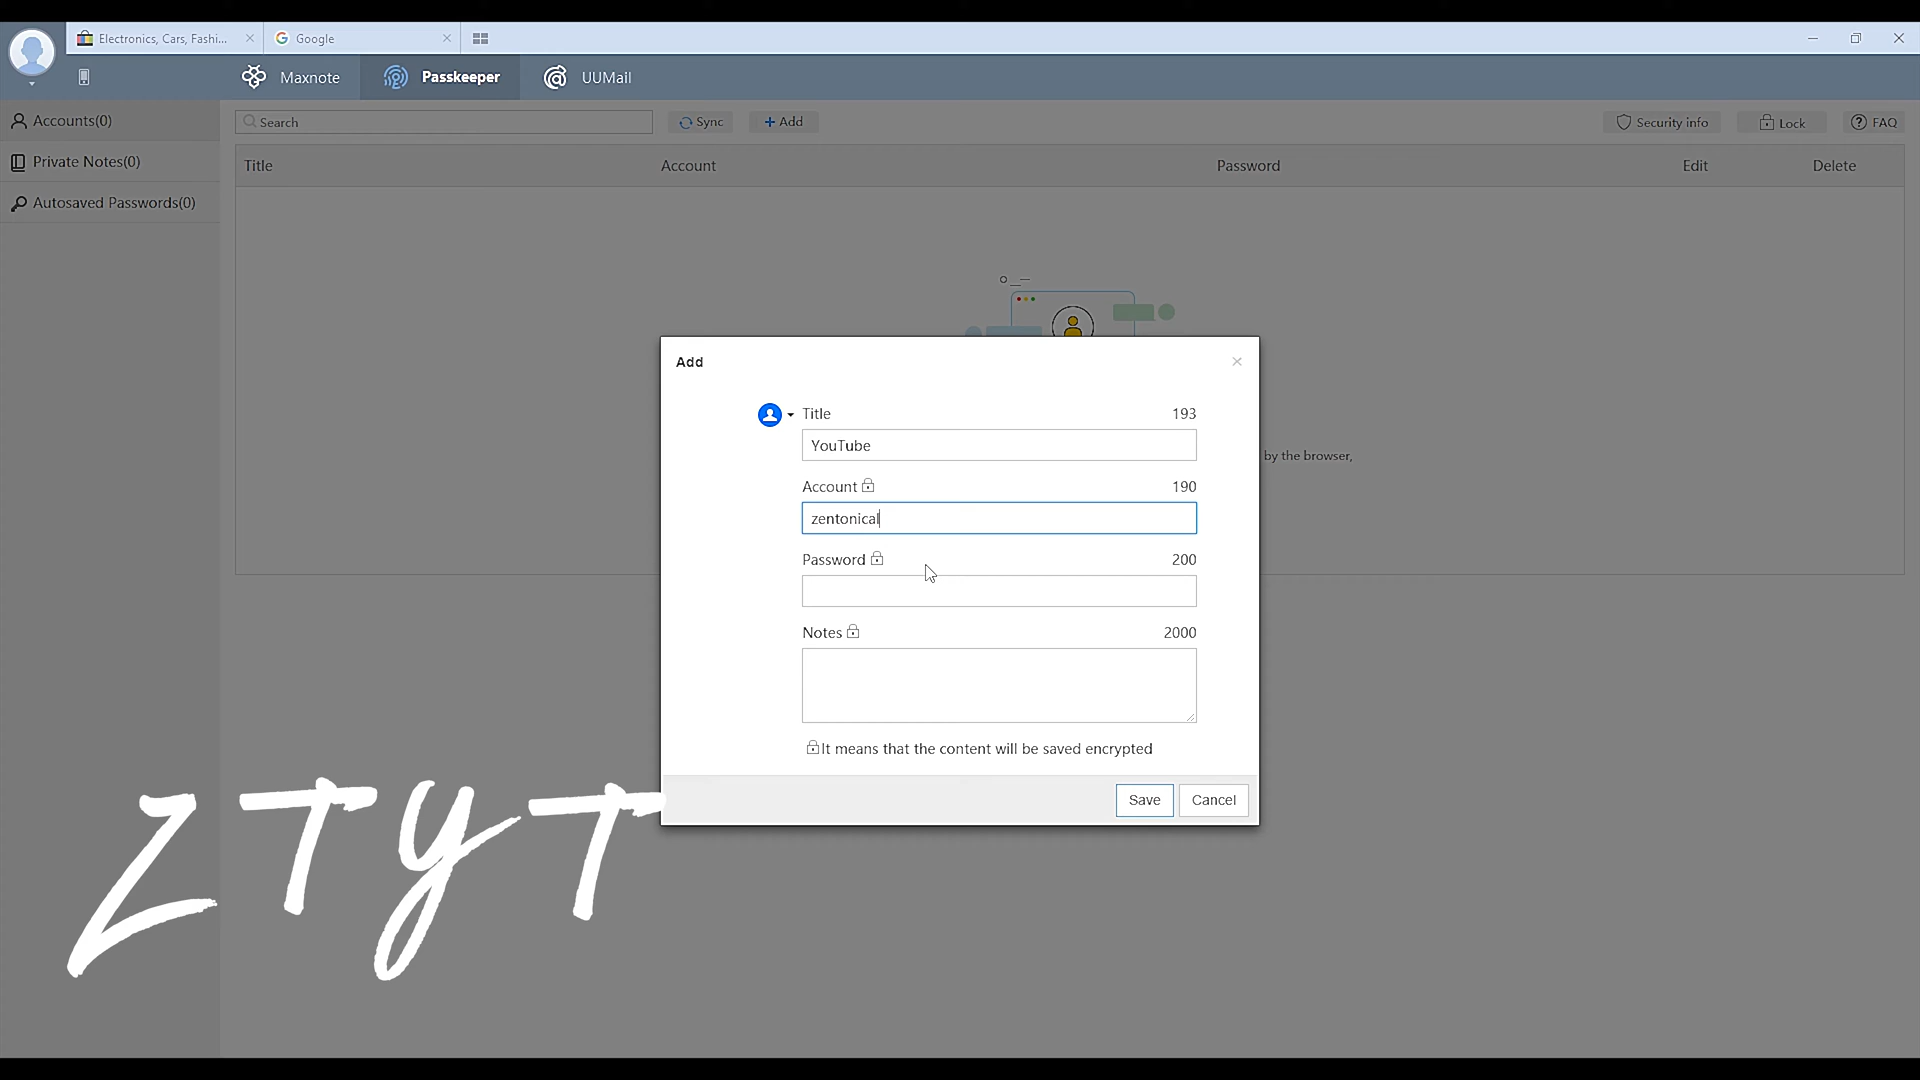 Electronics, Cars, Fashi...
Google
Maxnote
Passkeeper
UUMail
Accounts(0)
Search
Sync
+ Add
Security info
Lock
FAQ
Private Notes(0)
Title
Account
Password
Edit
Delete
Autosaved Passwords(0)
Add
Title
193
YouTube
by the browser,
Account
190
zentonical
Password
200
Notes
2000
It means that the content will be saved encrypted
Save
Cancel
ZTYT